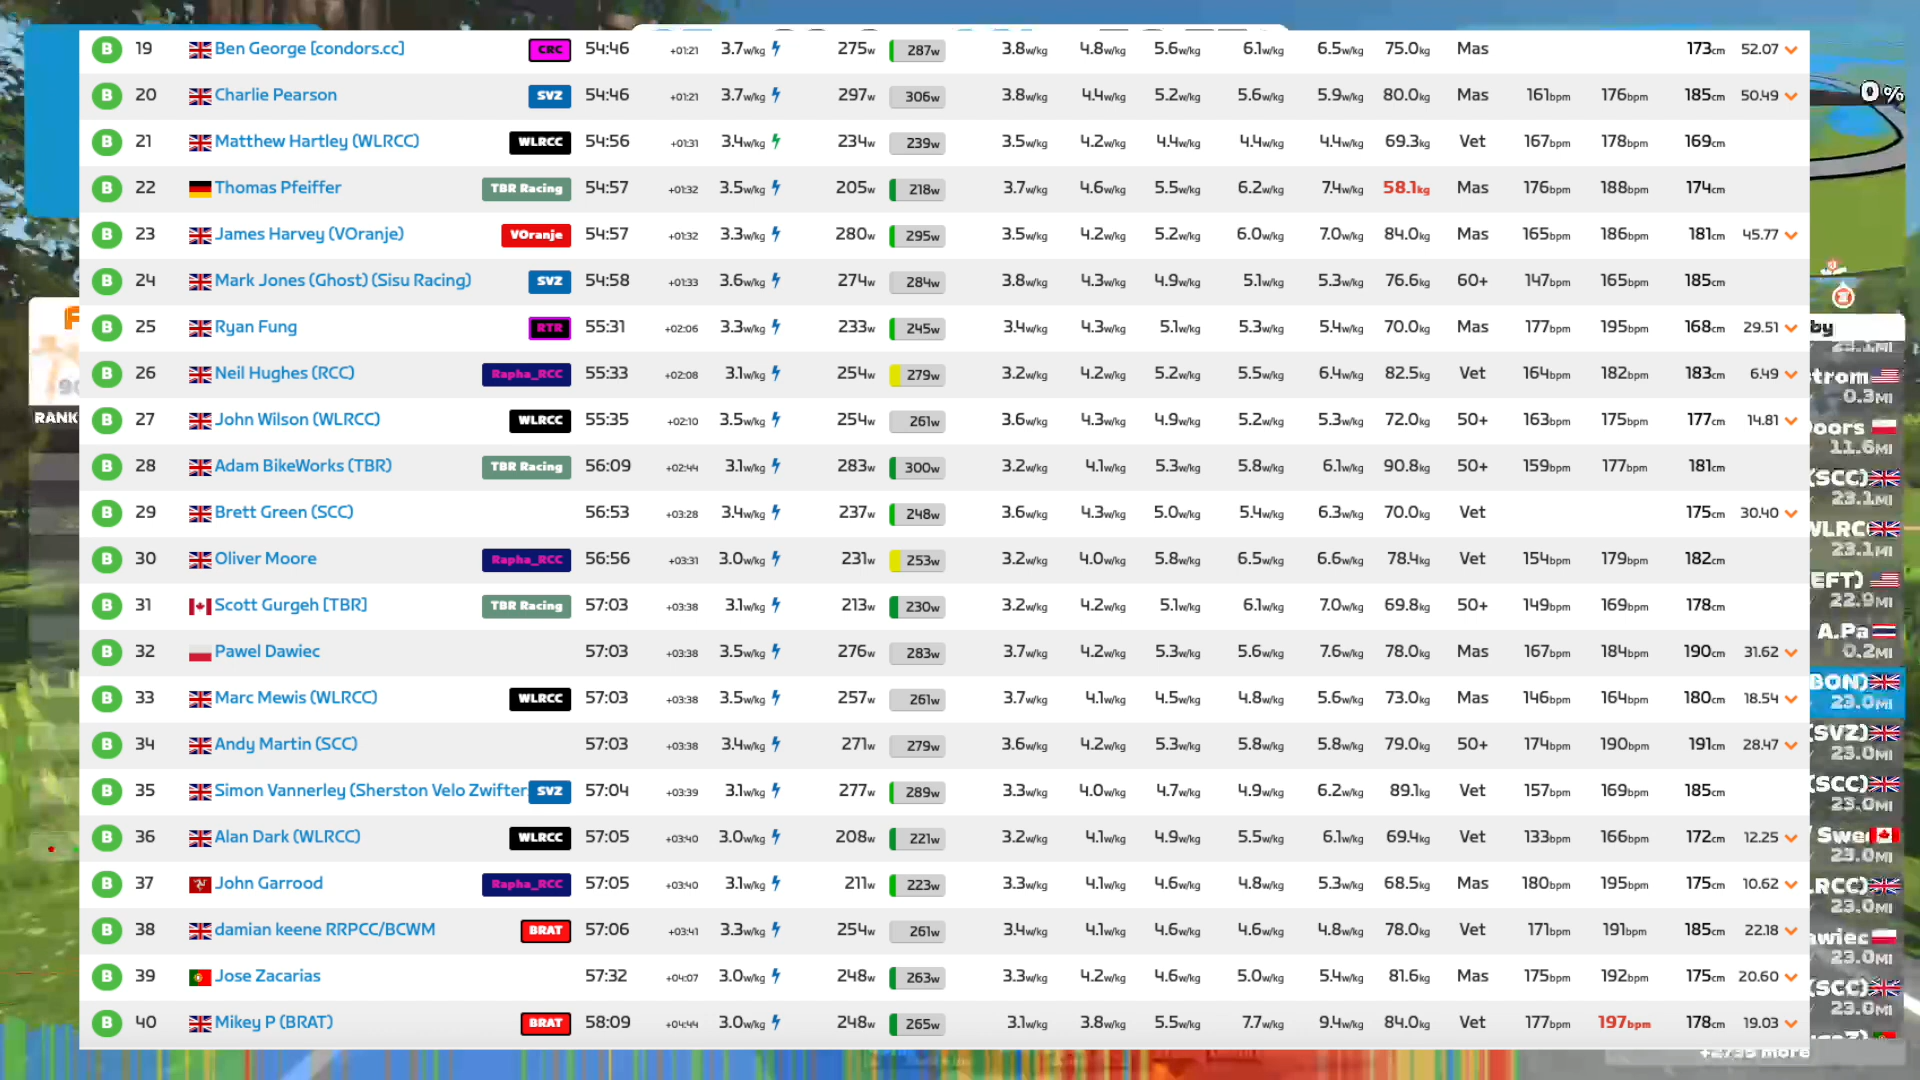 B 19 Ben George [condors.cc] CRC 54:46 +01:21 3.7w/kg 275w 287w 3.8w/kg 4.8w/kg 5.6w/kg 6.1w/kg 6.5w/kg 75.0kg Mas 173cm 52.07
B 20 Charlie Pearson SVZ 54:46 +01:21 3.7w/kg 297w 306w 3.8w/kg 4.4w/kg 5.2w/kg 5.6w/kg 5.9w/kg 80.0kg Mas 161bpm 176bpm 185cm 50.49
0%
B 21 Matthew Hartley (WLRCC) WLRCC 54:56 +01:31 3.4w/kg 234w 239w 3.5w/kg 4.2w/kg 4.4w/kg 4.4w/kg 4.4w/kg 69.3kg Vet 167bpm 178bpm 169cm
B 22 Thomas Pfeiffer TBR Racing 54:57 +01:32 3.5w/kg 205w 218w 3.7w/kg 4.6w/kg 5.5w/kg 6.2w/kg 7.4w/kg 58.1kg Mas 176bpm 188bpm 174cm
B 23 James Harvey (VOranje) VOranje 54:57 +01:32 3.3w/kg 280w 295w 3.5w/kg 4.2w/kg 5.2w/kg 6.0w/kg 7.0w/kg 84.0kg Mas 165bpm 186bpm 181cm 45.77
B 24 Mark Jones (Ghost) (Sisu Racing) SVZ 54:58 +01:33 3.6w/kg 274w 284w 3.8w/kg 4.3w/kg 4.9w/kg 5.1w/kg 5.3w/kg 76.6kg 60+ 147bpm 165bpm 185cm
B 25 Ryan Fung RTR 55:31 +02:06 3.3w/kg 233w 245w 3.4w/kg 4.3w/kg 5.1w/kg 5.3w/kg 5.4w/kg 70.0kg Mas 177bpm 195bpm 168cm 29.51
by
B 26 Neil Hughes (RCC) Rapha_RCC 55:33 +02:08 3.1w/kg 254w 279w 3.2w/kg 4.2w/kg 5.2w/kg 5.5w/kg 6.4w/kg 82.5kg Vet 164bpm 182bpm 183cm 6.49
trom
0.3MI
RANK
B 27 John Wilson (WLRCC) WLRCC 55:35 +02:10 3.5w/kg 254w 261w 3.6w/kg 4.3w/kg 4.9w/kg 5.2w/kg 5.3w/kg 72.0kg 50+ 163bpm 175bpm 177cm 14.81
oors
11.6MI
B 28 Adam BikeWorks (TBR) TBR Racing 56:09 +02:44 3.1w/kg 283w 300w 3.2w/kg 4.1w/kg 5.3w/kg 5.8w/kg 6.1w/kg 90.8kg 50+ 159bpm 177bpm 181cm
(SCC)
23.1MI
B 29 Brett Green (SCC) 56:53 +03:28 3.4w/kg 237w 248w 3.6w/kg 4.3w/kg 5.0w/kg 5.4w/kg 6.3w/kg 70.0kg Vet 175cm 30.40
WLRC
23.1MI
B 30 Oliver Moore Rapha_RCC 56:56 +03:31 3.0w/kg 231w 253w 3.2w/kg 4.0w/kg 5.8w/kg 6.5w/kg 6.6w/kg 78.4kg Vet 154bpm 179bpm 182cm
EFT)
22.9MI
B 31 Scott Gurgeh [TBR] TBR Racing 57:03 +03:38 3.1w/kg 213w 230w 3.2w/kg 4.2w/kg 5.1w/kg 6.1w/kg 7.0w/kg 69.8kg 50+ 149bpm 169bpm 178cm
A.Pa
0.2MI
B 32 Pawel Dawiec 57:03 +03:38 3.5w/kg 276w 283w 3.7w/kg 4.2w/kg 5.3w/kg 5.6w/kg 7.6w/kg 78.0kg Mas 167bpm 184bpm 190cm 31.62
BON)
23.0MI
B 33 Marc Mewis (WLRCC) WLRCC 57:03 +03:38 3.5w/kg 257w 261w 3.7w/kg 4.1w/kg 4.5w/kg 4.8w/kg 5.6w/kg 73.0kg Mas 146bpm 164bpm 180cm 18.54
(SVZ)
23.0MI
B 34 Andy Martin (SCC) 57:03 +03:38 3.4w/kg 271w 279w 3.6w/kg 4.2w/kg 5.3w/kg 5.8w/kg 5.8w/kg 79.0kg 50+ 174bpm 190bpm 191cm 28.47
(SCC)
23.0MI
B 35 Simon Vannerley (Sherston Velo Zwifter SVZ 57:04 +03:39 3.1w/kg 277w 289w 3.3w/kg 4.0w/kg 4.7w/kg 4.9w/kg 6.2w/kg 89.1kg Vet 157bpm 169bpm 185cm
B 36 Alan Dark (WLRCC) WLRCC 57:05 +03:40 3.0w/kg 208w 221w 3.2w/kg 4.1w/kg 4.9w/kg 5.5w/kg 6.1w/kg 69.4kg Vet 133bpm 166bpm 172cm 12.25
Swe
23.0MI
B 37 John Garrood Rapha_RCC 57:05 +03:40 3.1w/kg 211w 223w 3.3w/kg 4.1w/kg 4.6w/kg 4.8w/kg 5.3w/kg 68.5kg Mas 180bpm 195bpm 175cm 10.62
LRCC)
23.0MI
B 38 damian keene RRPCC/BCWM BRAT 57:06 +03:41 3.3w/kg 254w 261w 3.4w/kg 4.1w/kg 4.6w/kg 4.6w/kg 4.8w/kg 78.0kg Vet 171bpm 191bpm 185cm 22.18
awiec
23.0MI
B 39 Jose Zacarias 57:32 +04:07 3.0w/kg 248w 263w 3.3w/kg 4.2w/kg 4.6w/kg 5.0w/kg 5.4w/kg 81.6kg Mas 175bpm 192bpm 175cm 20.60
(SCC)
23.0MI
B 40 Mikey P (BRAT) BRAT 58:09 +04:44 3.0w/kg 248w 265w 3.1w/kg 3.8w/kg 5.5w/kg 7.7w/kg 9.4w/kg 84.0kg Vet 177bpm 197bpm 178cm 19.03
more